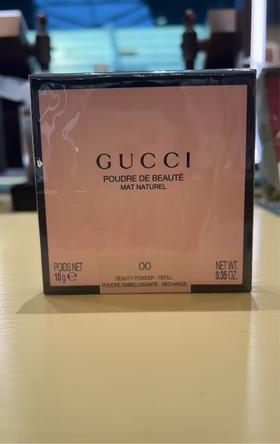 GUCCI
POUDRE DE BEAUTÉ
MAT NATUREL
POIDS NET
10 g ℮
00
BEAUTY POWDER - REFILL
POUDRE EMBELLISSANTE - RECHARGE
NET WT.
0.35 OZ.